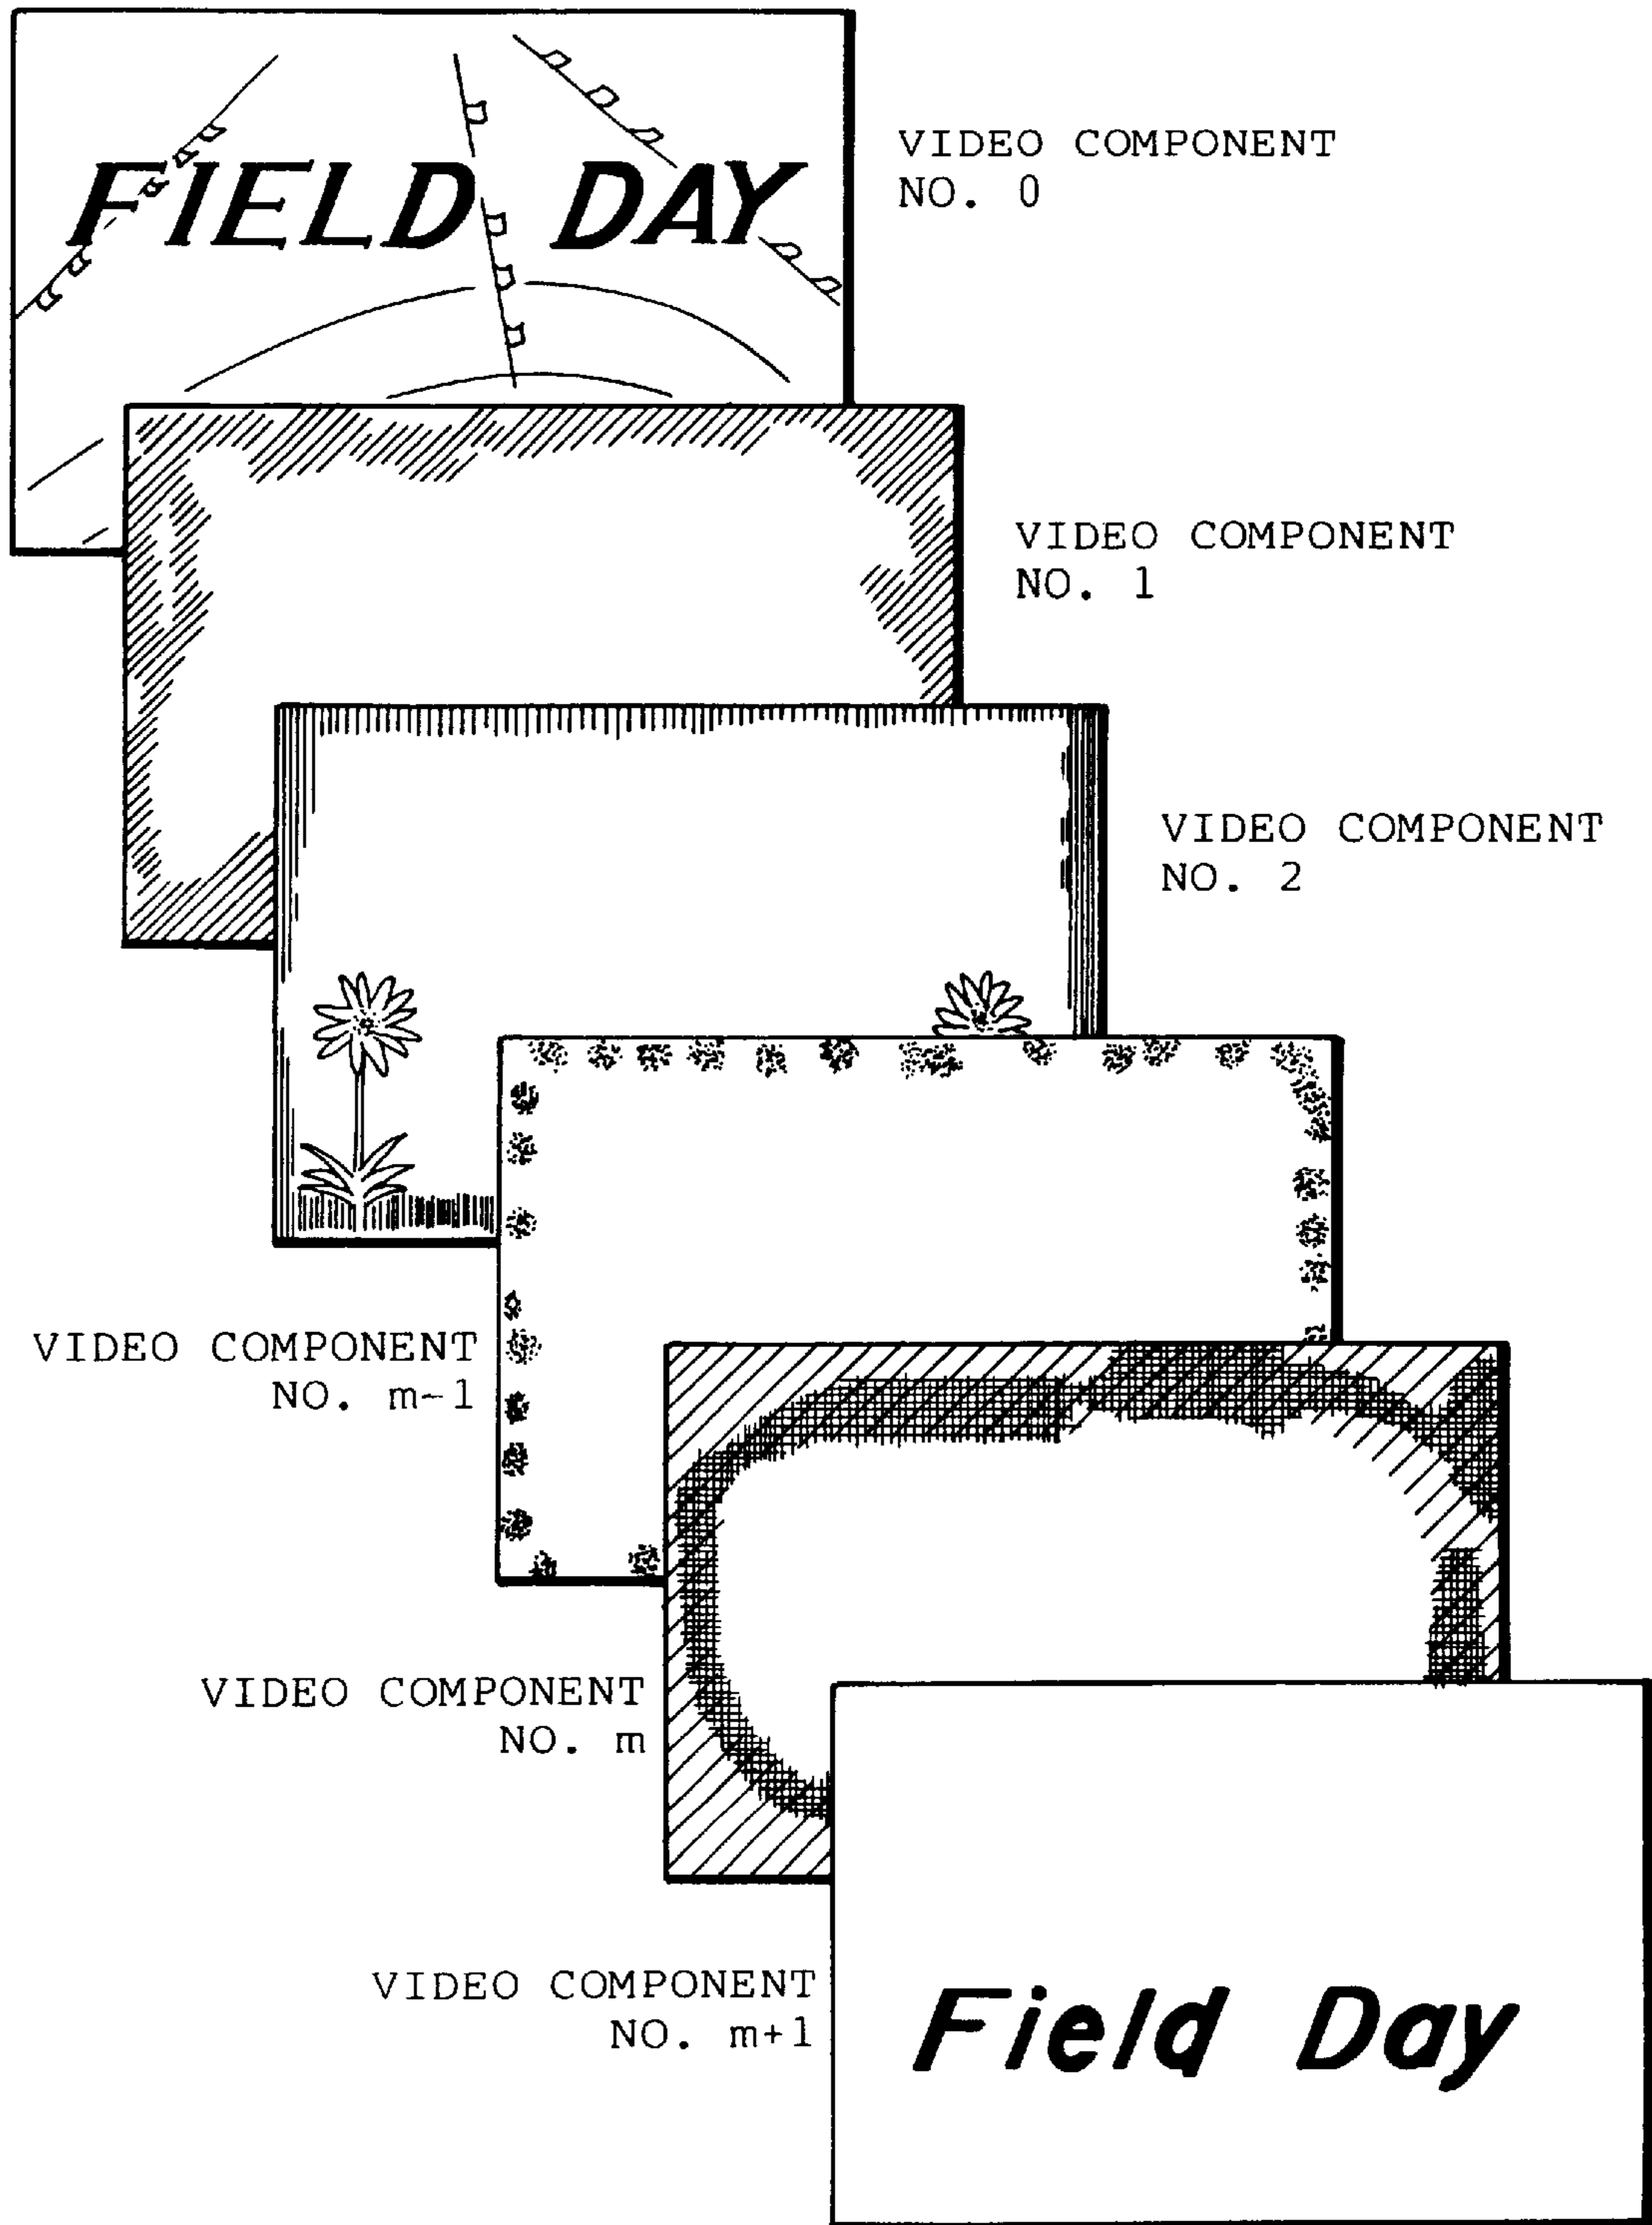 FIELD DAY
VIDEO COMPONENT
NO. 0
VIDEO COMPONENT
NO. 1
VIDEO COMPONENT
NO. 2
VIDEO COMPONENT
NO. m-1
VIDEO COMPONENT
NO. m
VIDEO COMPONENT
NO. m+1
Field Day